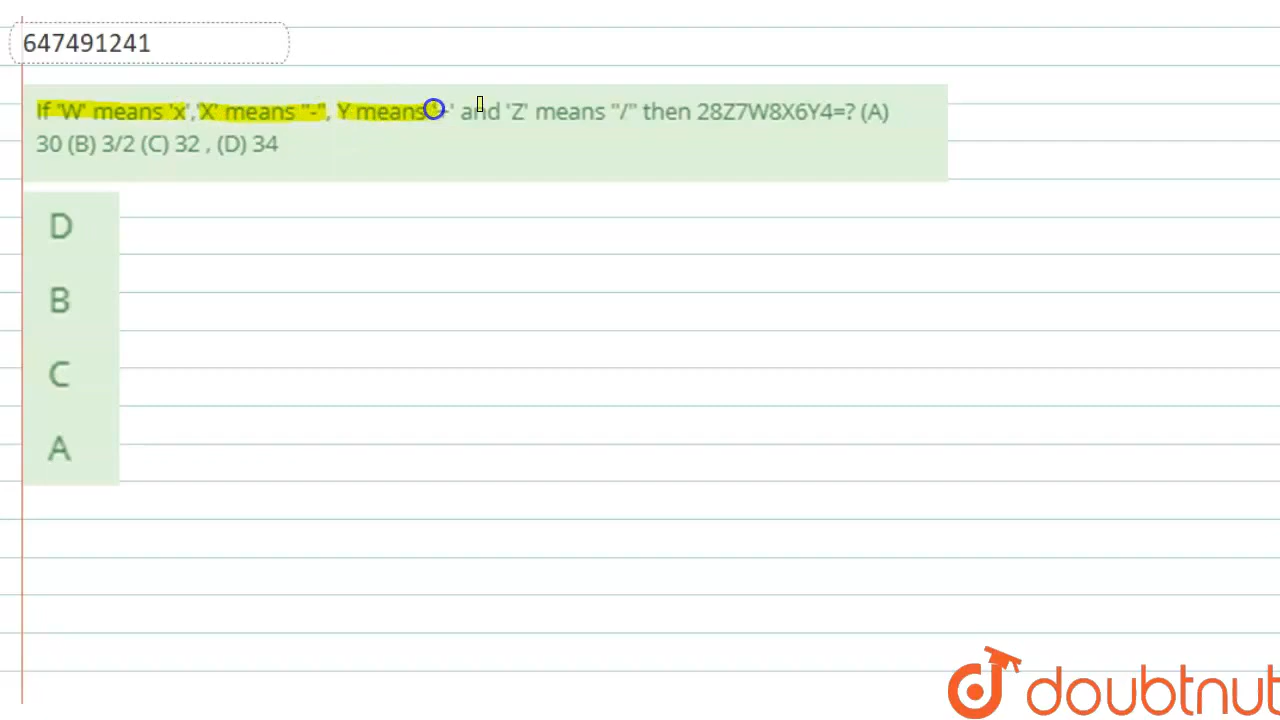 647491241
If 'W' means 'x','X' means "-", Y means '+' and 'Z' means "/" then 28Z7W8X6Y4=? (A)
30 (B) 3/2 (C) 32 , (D) 34
D
B
C
A
doubtnut